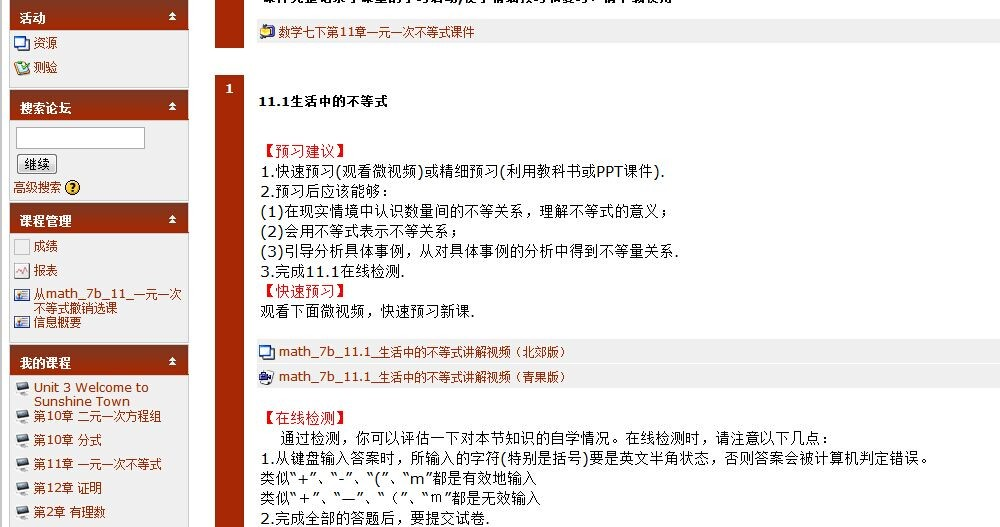 活动
资源
测验
搜索论坛
继续
高级搜索 ?
课程管理
成绩
报表
从math_7b_11_一元一次
不等式撤销选课
信息概要
我的课程
Unit 3 Welcome to
Sunshine Town
第10章 二元一次方程组
第10章 分式
第11章 一元一次不等式
第12章 证明
第2章 有理数
数学七下第11章一元一次不等式课件
1
11.1生活中的不等式
【预习建议】
1.快速预习(观看微视频)或精细预习(利用教科书或PPT课件).
2.预习后应该能够：
(1)在现实情境中认识数量间的不等关系，理解不等式的意义；
(2)会用不等式表示不等关系；
(3)引导分析具体事例，从对具体事例的分析中得到不等量关系.
3.完成11.1在线检测.
【快速预习】
观看下面微视频，快速预习新课.
math_7b_11.1_生活中的不等式讲解视频（北郊版）
math_7b_11.1_生活中的不等式讲解视频（青果版）
【在线检测】
通过检测，你可以评估一下对本节知识的自学情况。在线检测时，请注意以下几点：
1.从键盘输入答案时，所输入的字符(特别是括号)要是英文半角状态，否则答案会被计算机判定错误。
类似“+”、“-”、“(”、“m”都是有效地输入
类似“＋”、“—”、“（”、“ｍ”都是无效输入
2.完成全部的答题后，要提交试卷.